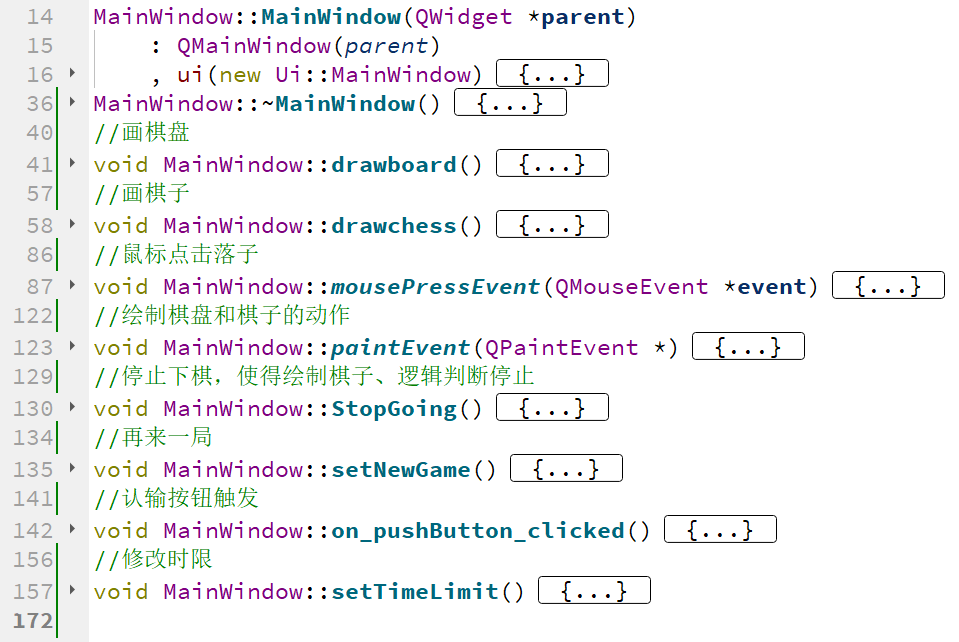 14 MainWindow::MainWindow(QWidget *parent)
15     : QMainWindow(parent)
16     , ui(new Ui::MainWindow) {...}
36 MainWindow::~MainWindow() {...}
40 //画棋盘
41 void MainWindow::drawboard() {...}
57 //画棋子
58 void MainWindow::drawchess() {...}
86 //鼠标点击落子
87 void MainWindow::mousePressEvent(QMouseEvent *event) {...}
122 //绘制棋盘和棋子的动作
123 void MainWindow::paintEvent(QPaintEvent *) {...}
129 //停止下棋，使得绘制棋子、逻辑判断停止
130 void MainWindow::StopGoing() {...}
134 //再来一局
135 void MainWindow::setNewGame() {...}
141 //认输按钮触发
142 void MainWindow::on_pushButton_clicked() {...}
156 //修改时限
157 void MainWindow::setTimeLimit() {...}
172